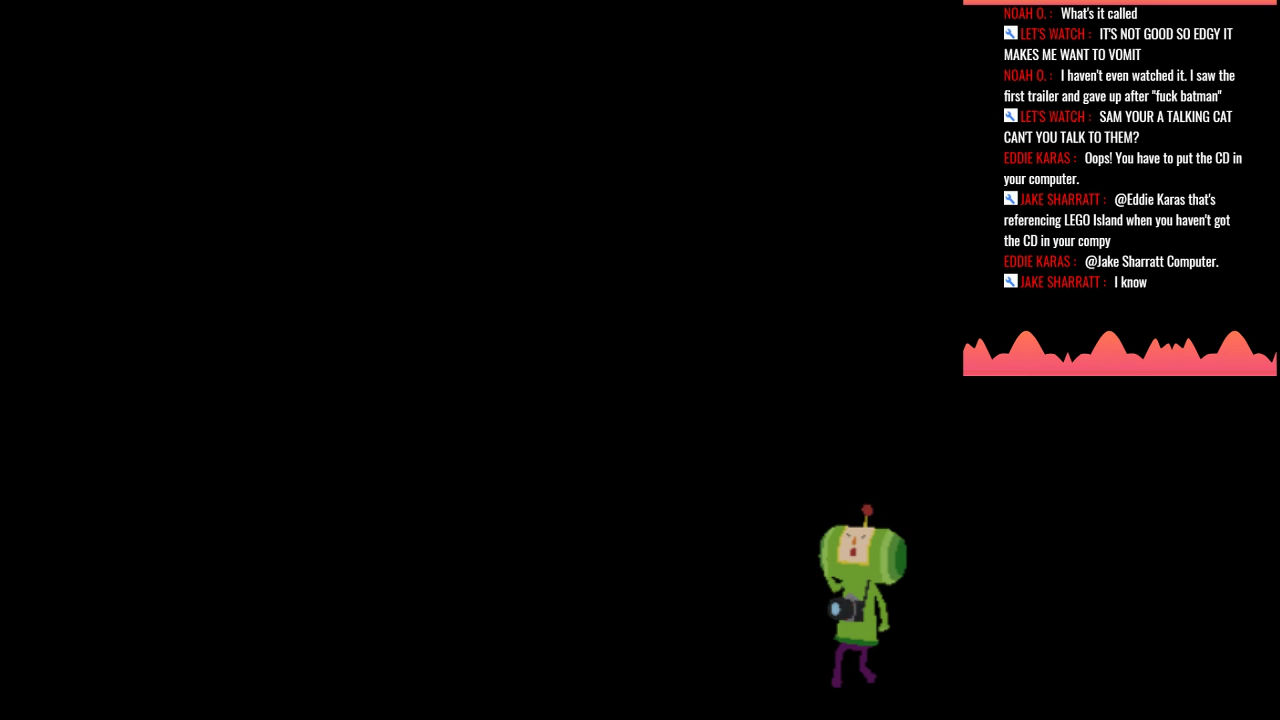 NOAH O. : What's it called
LET'S WATCH : IT'S NOT GOOD SO EDGY IT
MAKES ME WANT TO VOMIT
NOAH O. : I haven't even watched it. I saw the
first trailer and gave up after "fuck batman"
LET'S WATCH : SAM YOUR A TALKING CAT
CAN'T YOU TALK TO THEM?
EDDIE KARAS : Oops! You have to put the CD in
your computer.
JAKE SHARRATT : @Eddie Karas that's
referencing LEGO Island when you haven't got
the CD in your compy
EDDIE KARAS : @Jake Sharratt Computer.
JAKE SHARRATT : I know